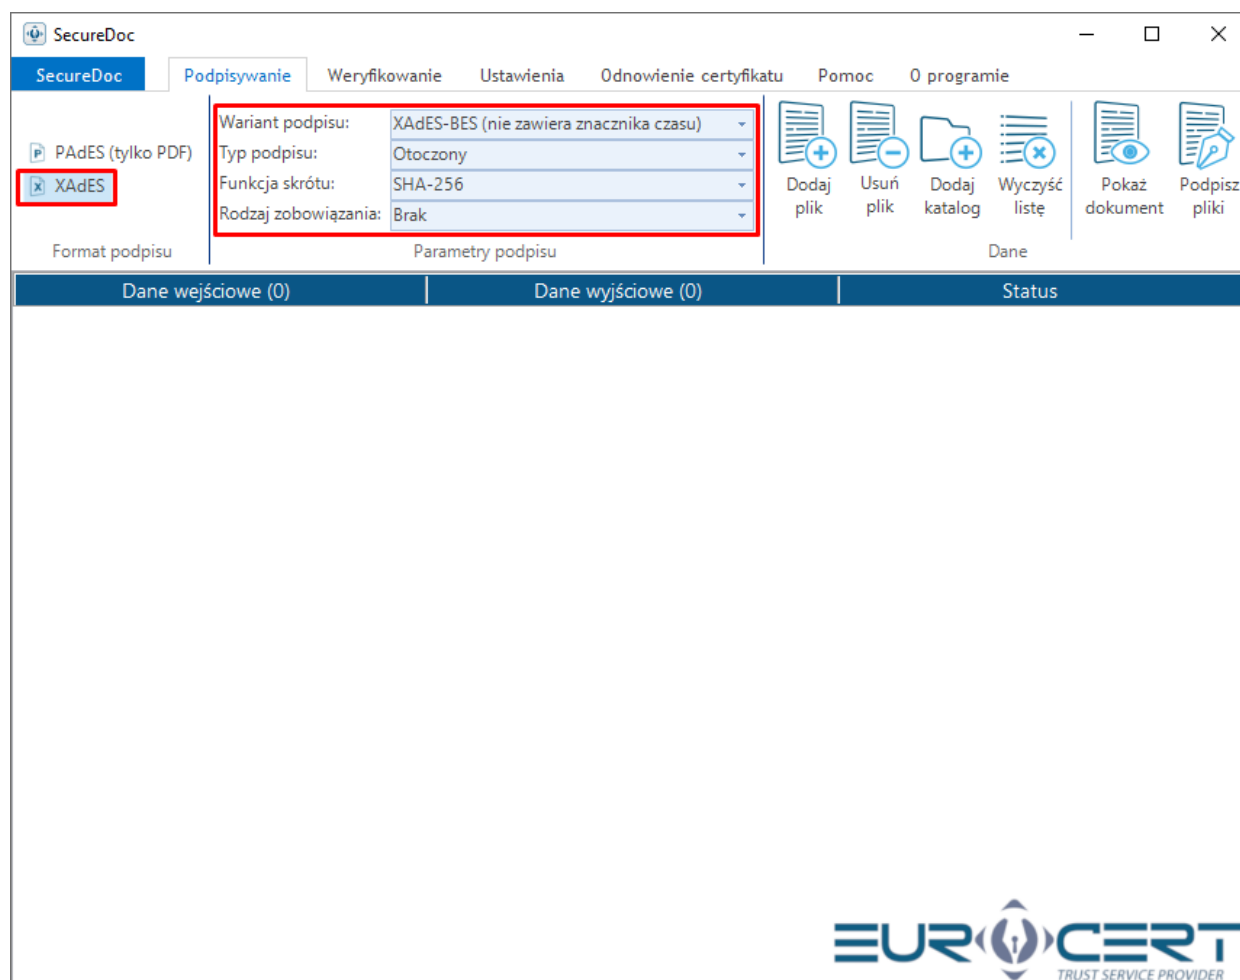 SecureDoc
SecureDoc Podpisywanie Weryfikowanie Ustawienia Odnowienie certyfikatu Pomoc O programie
PAdES (tylko PDF)
XAdES
Format podpisu
Wariant podpisu: XAdES-BES (nie zawiera znacznika czasu)
Typ podpisu: Otoczony
Funkcja skrótu: SHA-256
Rodzaj zobowiązania: Brak
Parametry podpisu
Dodaj plik
Usuń plik
Dodaj katalog
Wyczyść listę
Pokaż dokument
Podpisz pliki
Dane
Dane wejściowe (0) Dane wyjściowe (0) Status
EUROCERT
TRUST SERVICE PROVIDER